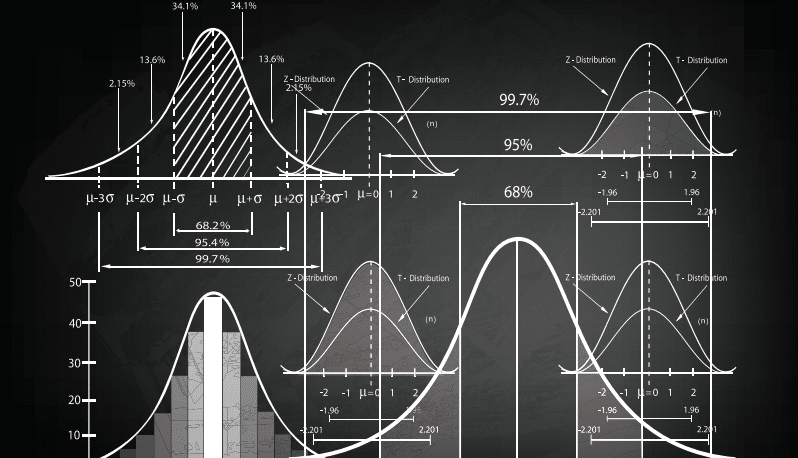 34.1% 34.1%
13.6% 13.6%
2.15% 2.15%
μ-3σ μ-2σ μ-σ μ μ+σ μ+2σ μ+3σ
68.2%
95.4%
99.7%
Z - Distribution T - Distribution
(n)
-2 -1 μ=0 1 2
99.7%
95%
68%
Z - Distribution T - Distribution
(n)
-2 -1 μ=0 1 2
-1.96 1.96
-2.201 2.201
50
40
30
20
10
Z - Distribution T - Distribution
(n)
-2 -1 μ=0 1 2
-1.96 1.96
-2.201 2.201
Z - Distribution T - Distribution
(n)
-2 -1 μ=0 1 2
-1.96 1.96
-2.201 2.201